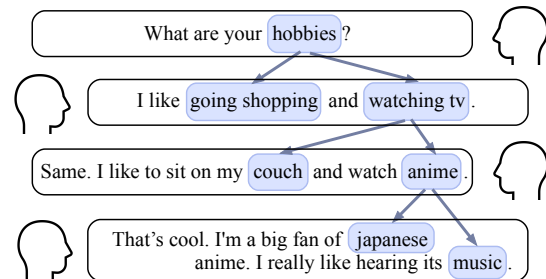 What are your hobbies?
I like going shopping and watching tv.
Same. I like to sit on my couch and watch anime.
That's cool. I'm a big fan of japanese
anime. I really like hearing its music.